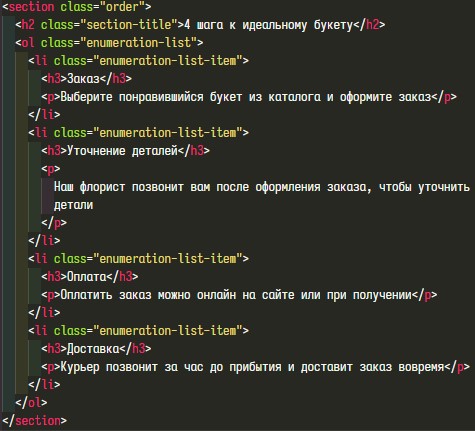 <section class="order">
<h2 class="section-title">4 шага к идеальному букету</h2>
<ol class="enumeration-list">
<li class="enumeration-list-item">
<h3>Заказ</h3>
<p>Выберите понравившийся букет из каталога и оформите заказ</p>
</li>
<li class="enumeration-list-item">
<h3>Уточнение деталей</h3>
<p>
Наш флорист позвонит вам после оформления заказа, чтобы уточнить
детали
</p>
</li>
<li class="enumeration-list-item">
<h3>Оплата</h3>
<p>Оплатить заказ можно онлайн на сайте или при получении</p>
</li>
<li class="enumeration-list-item">
<h3>Доставка</h3>
<p>Курьер позвонит за час до прибытия и доставит заказ вовремя</p>
</li>
</ol>
</section>